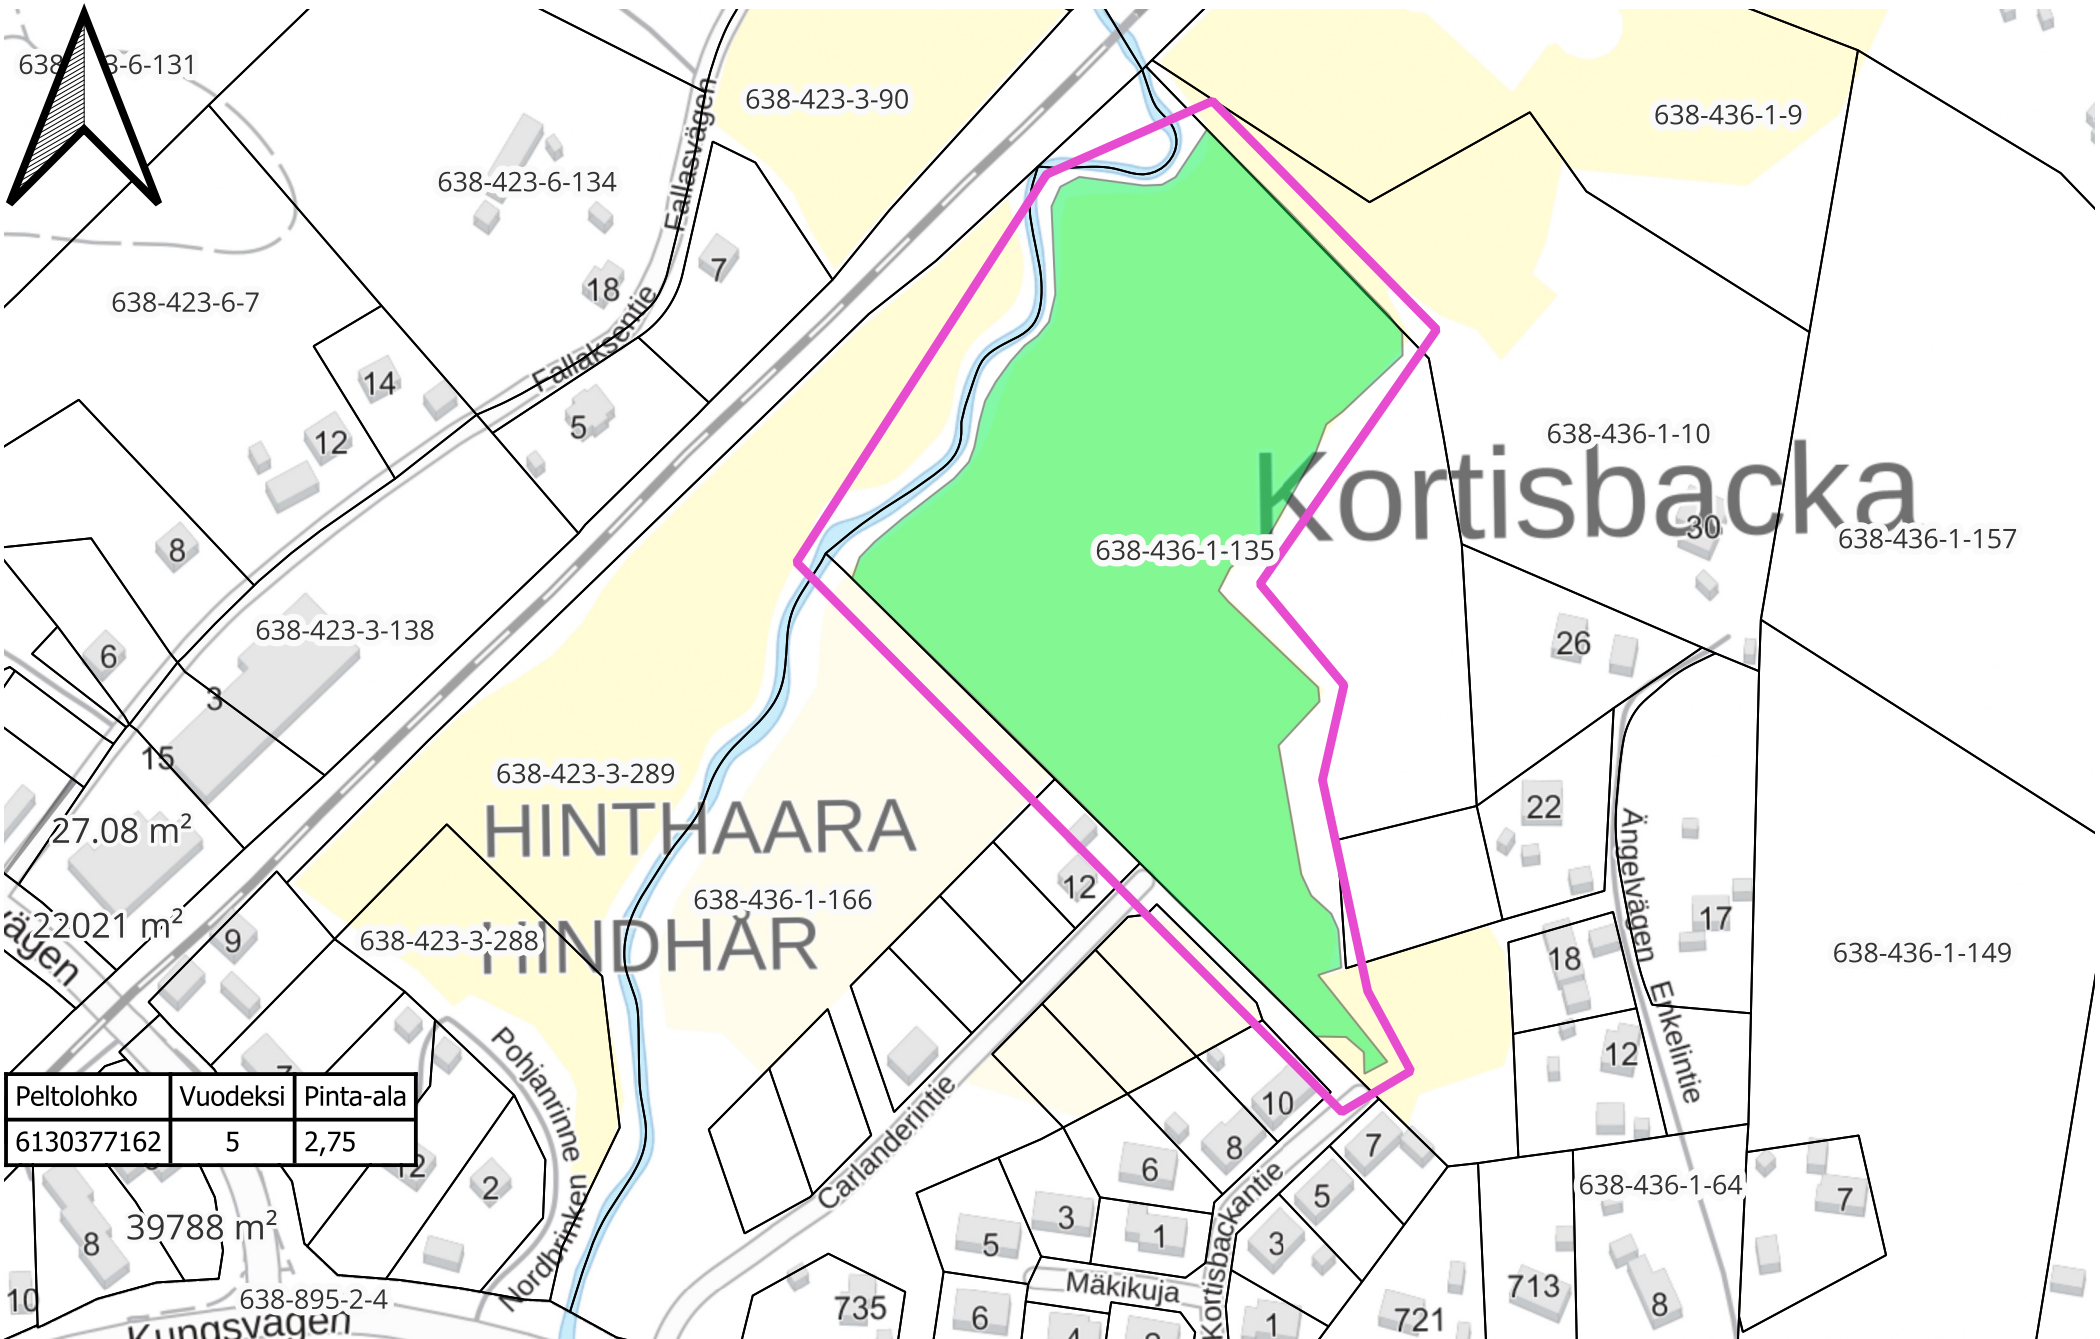 638-423-3-90
638-436-1-9
638-423-6-134
Fallasvägen
638-423-6-7
18
7
Fallaksentie
14
5
12
8
638-436-1-10
Kortisbacka
30
638-436-1-157
638-436-1-135
638-423-3-138
6
3
26
15
638-423-3-289
HINTHAARA
22
Ängelvägen
27.08 m²
12
638-436-1-166
HINDHÅR
22021 m²
9
638-423-3-288
17
18
638-436-1-149
Enkelintie
12
Pohjanrinne
Peltolohko Vuodeksi Pinta-ala
6130377162 5 2,75
10
8
7
6
5
Carlanderintie
Kortisbackantie
638-436-1-64
7
12
2
Nordbrinken
39788 m²
8
3
1
5
3
Mäkikuja
10
638-895-2-4
735
6
1
721
713
8
Kungsvägen